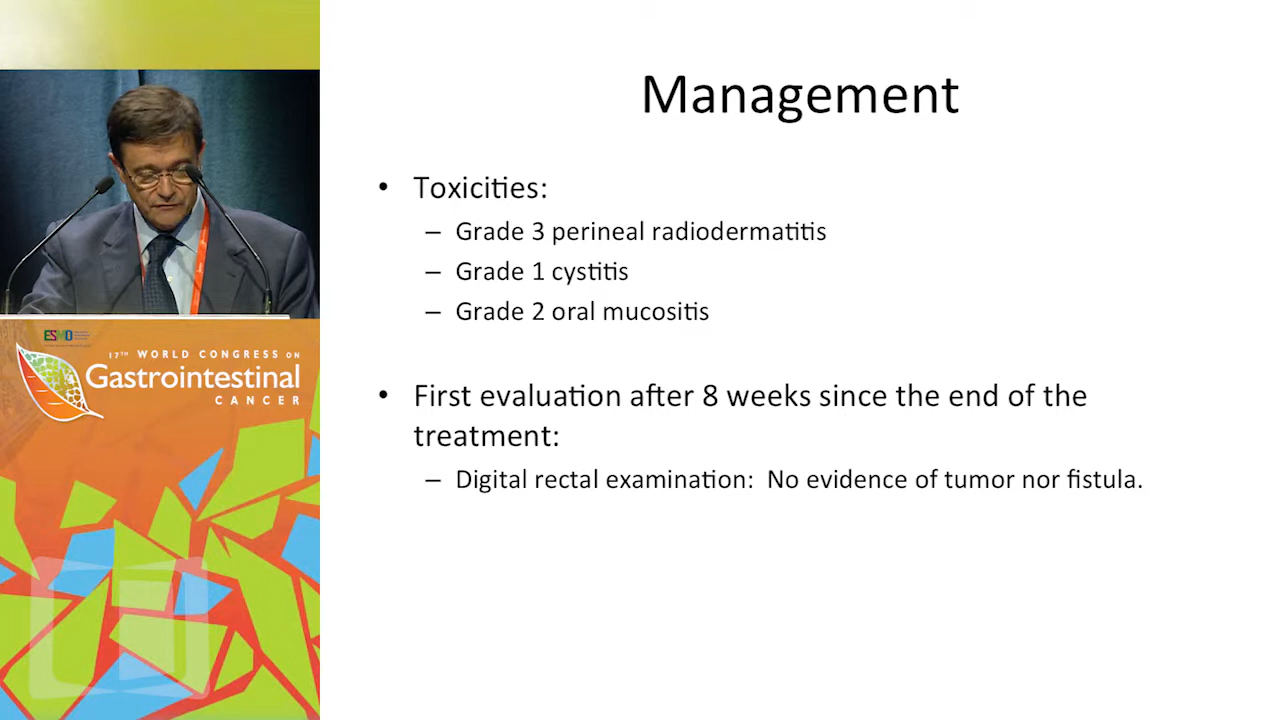 Management
• Toxicities:
– Grade 3 perineal radiodermatitis
– Grade 1 cystitis
– Grade 2 oral mucositis
• First evaluation after 8 weeks since the end of the
treatment:
– Digital rectal examination: No evidence of tumor nor fistula.
ESMO
17TH WORLD CONGRESS ON
Gastrointestinal
CANCER